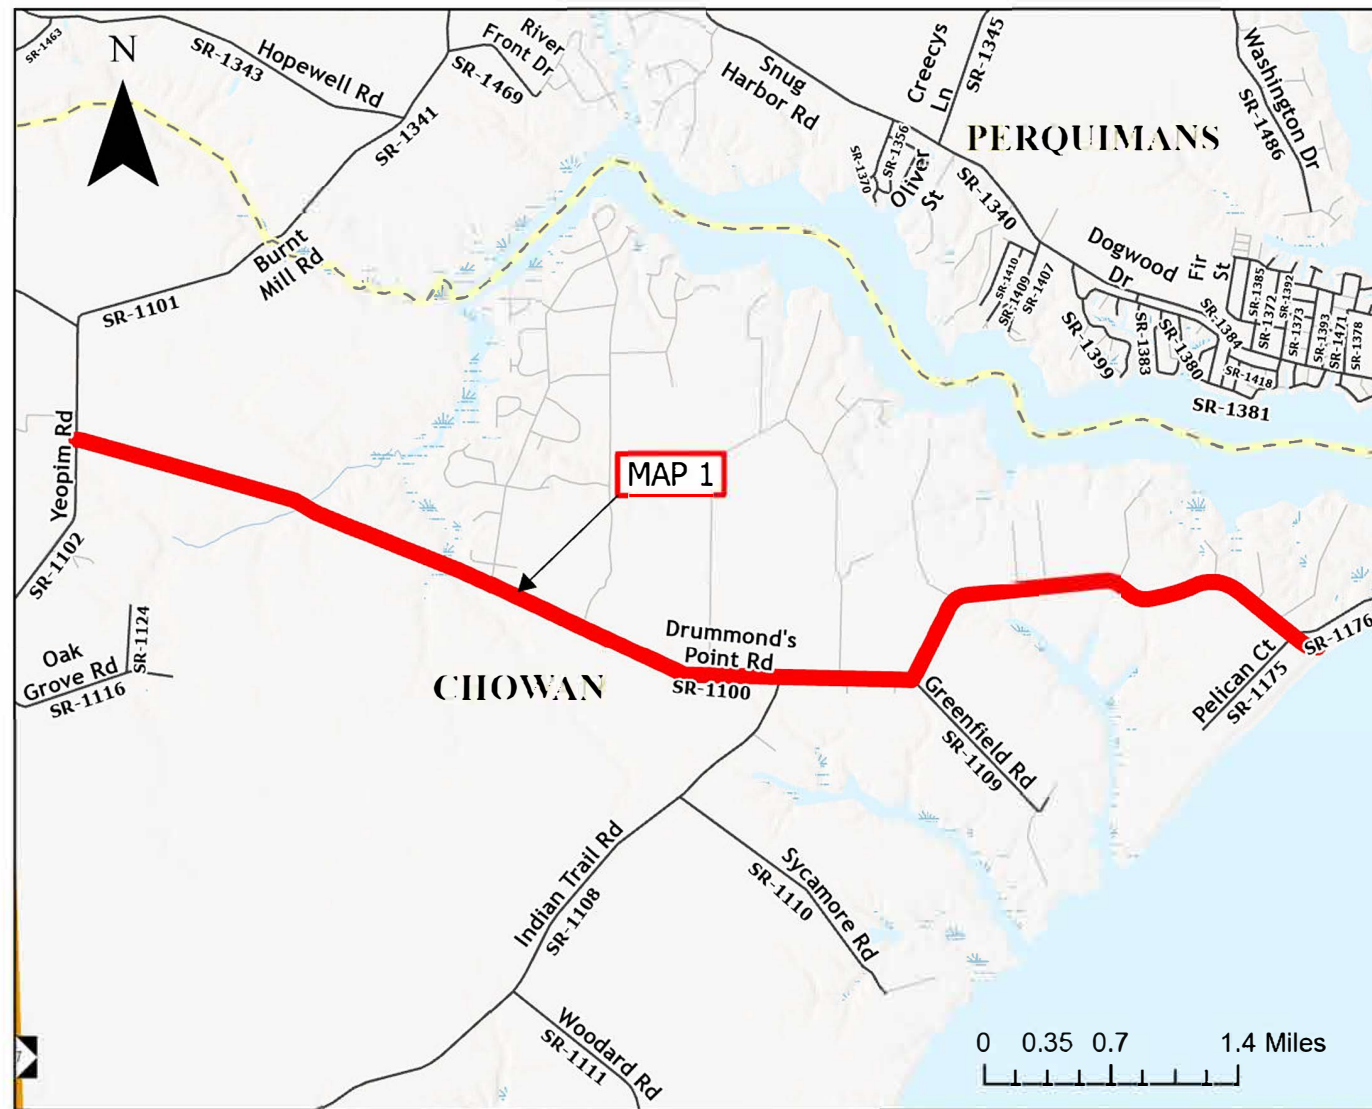 SR-1463
N
SR-1343
Hopewell Rd
River
Front Dr
SR-1469
SR-1341
Snug
Harbor Rd
Creecys
Ln
SR-1345
PERQUIMANS
Washington Dr
SR-1486
SR-1370
SR-1356
Oliver
St
SR-1340
Burnt
Mill Rd
SR-1101
SR-1410
SR-1409
SR-1407
Dogwood
Dr
Fir
St
SR-1385
SR-1392
SR-1372
SR-1373
SR-1393
SR-1471
SR-1378
SR-1384
SR-1399
SR-1383
SR-1380
SR-1418
SR-1381
Yeopim Rd
SR-1102
MAP 1
SR-1124
Oak
Grove Rd
SR-1116
CHOWAN
Drummond's
Point Rd
SR-1100
Greenfield Rd
SR-1109
Pelican Ct
SR-1175
SR-1176
Indian Trail Rd
SR-1108
Sycamore Rd
SR-1110
Woodard Rd
SR-1111
0 0.35 0.7 1.4 Miles